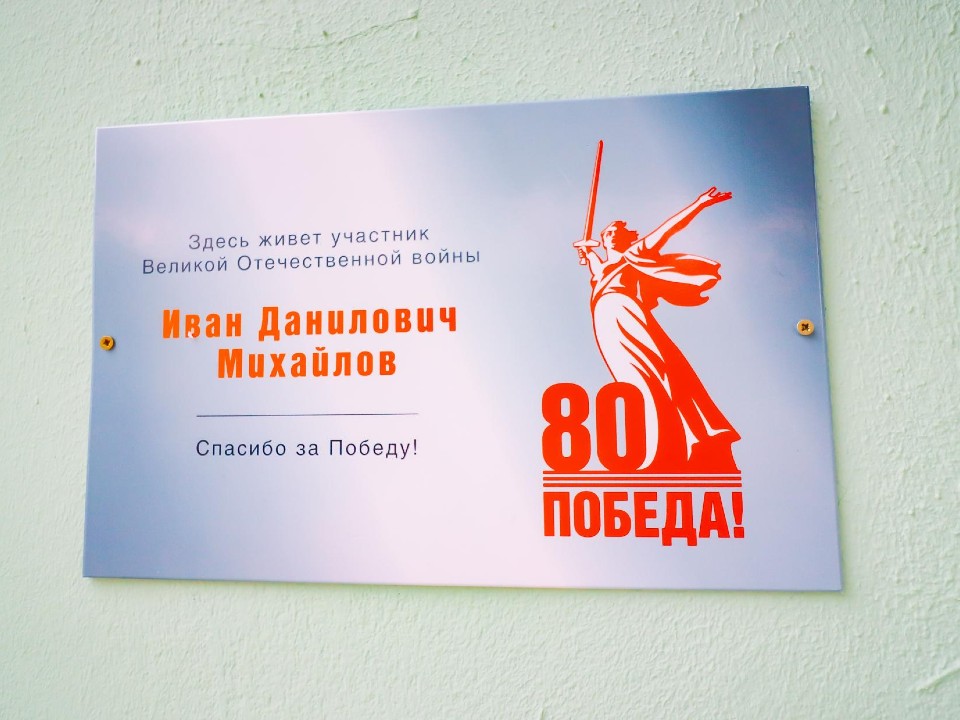 Здесь живет участник
Великой Отечественной войны
Иван Данилович
Михайлов
Спасибо за Победу!
80
ПОБЕДА!